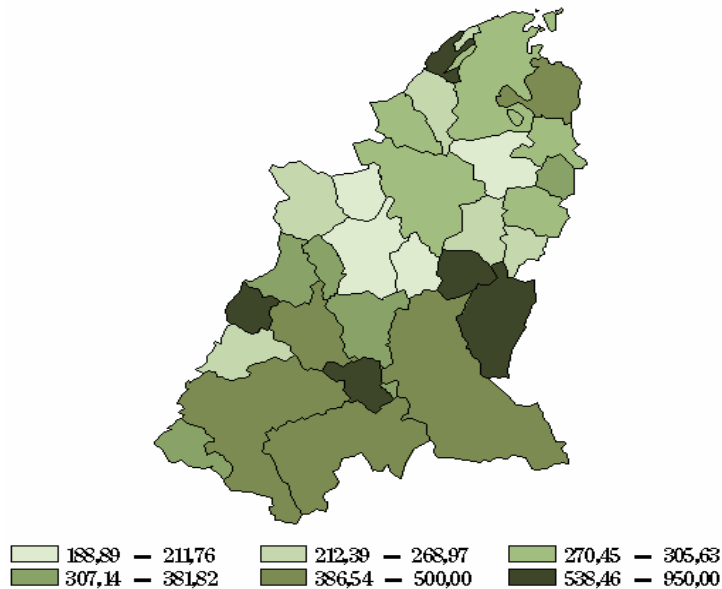 188,89 – 211,76 212,39 – 268,97 270,45 – 305,63
307,14 – 381,82 386,54 – 500,00 538,46 – 950,00